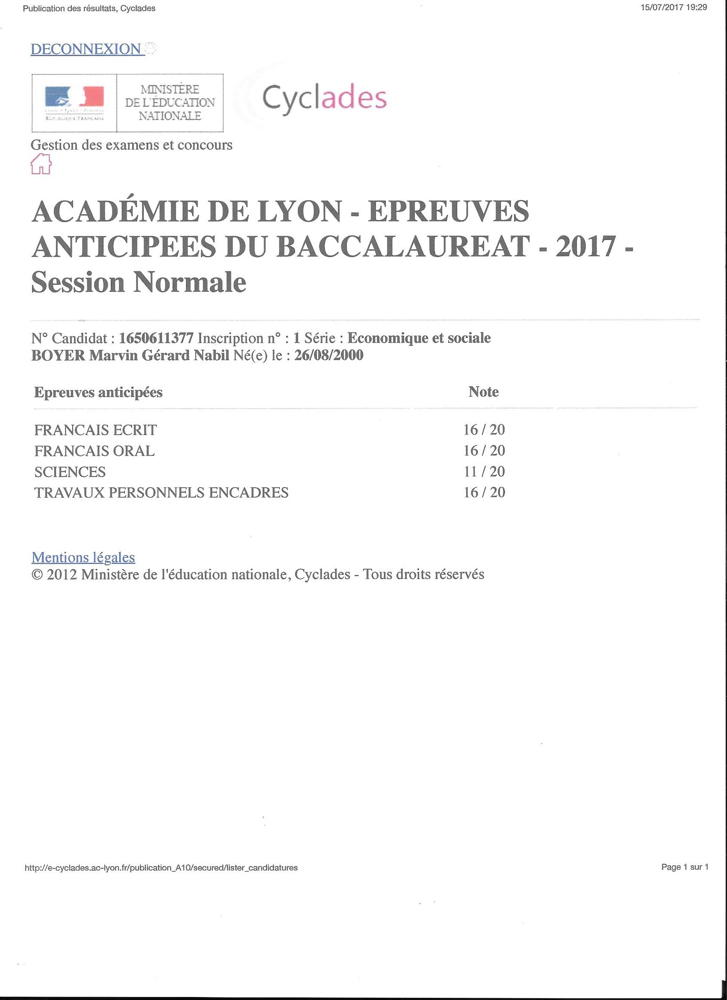 Publication des résultats, Cyclades 15/07/2017 19:29
DECONNEXION
MINISTÈRE
DE L'ÉDUCATION
NATIONALE
RÉPUBLIQUE FRANÇAISE
Cyclades
Gestion des examens et concours
ACADÉMIE DE LYON - EPREUVES
ANTICIPEES DU BACCALAUREAT - 2017 -
Session Normale
N° Candidat : 1650611377 Inscription n° : 1 Série : Economique et sociale
BOYER Marvin Gérard Nabil Né(e) le : 26/08/2000
Epreuves anticipées Note
FRANCAIS ECRIT 16 / 20
FRANCAIS ORAL 16 / 20
SCIENCES 11 / 20
TRAVAUX PERSONNELS ENCADRES 16 / 20
Mentions légales
© 2012 Ministère de l'éducation nationale, Cyclades - Tous droits réservés
http://e-cyclades.ac-lyon.fr/publication_A10/secured/lister_candidatures Page 1 sur 1